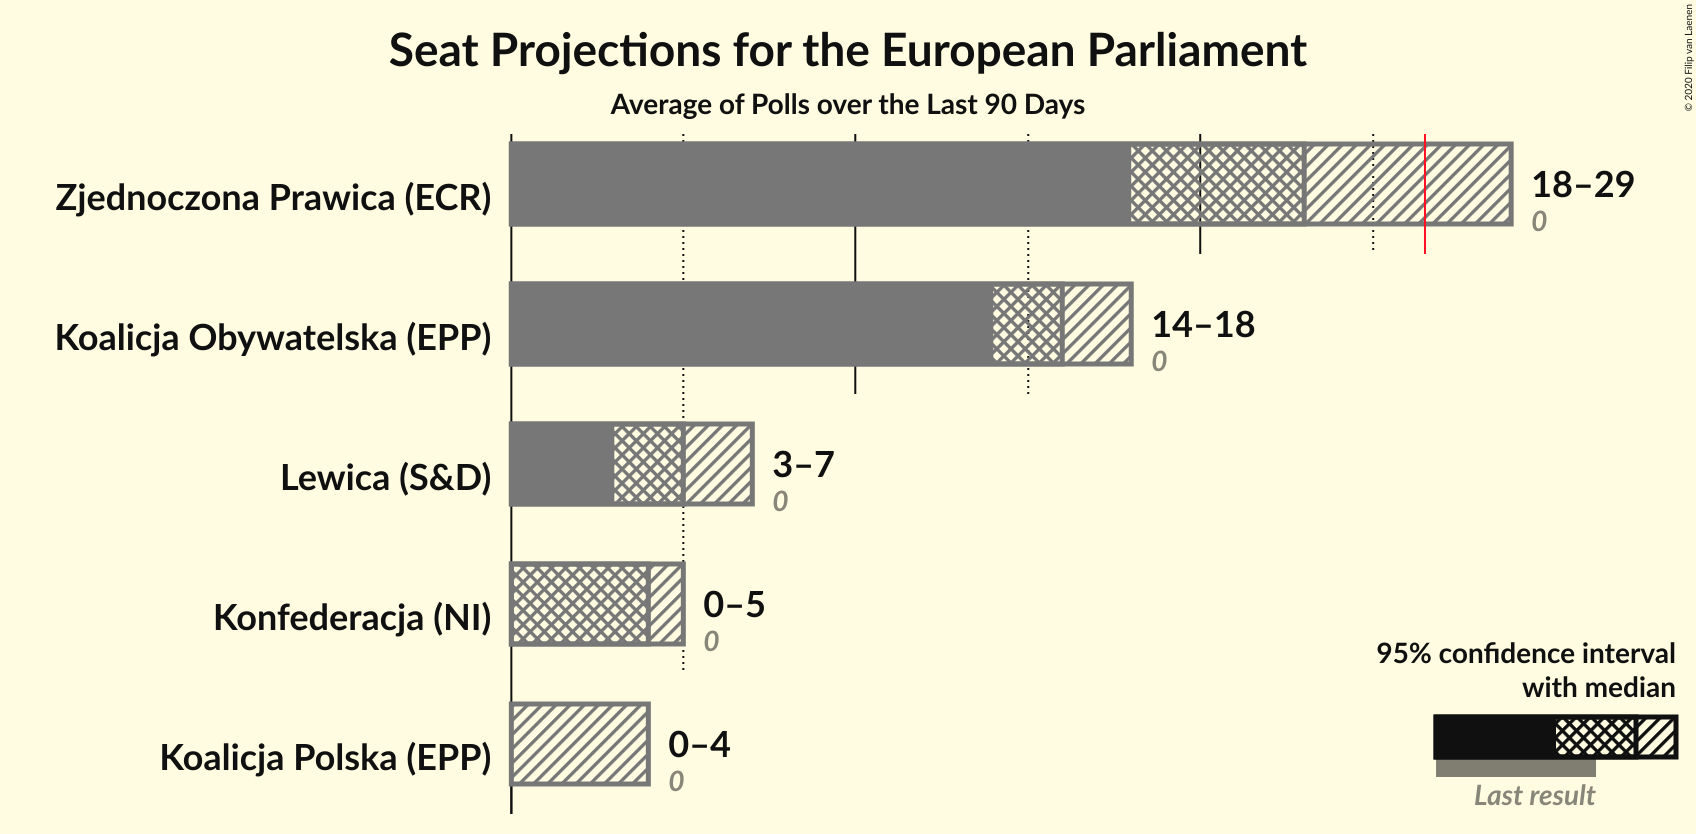 Seat Projections for the European Parliament
Average of Polls over the Last 90 Days
© 2020 Filip van Laenen
Zjednoczona Prawica (ECR)
18–29
0
Koalicja Obywatelska (EPP)
14–18
0
Lewica (S&D)
3–7
0
Konfederacja (NI)
0–5
0
Koalicja Polska (EPP)
0–4
0
95% confidence interval
with median
Last result